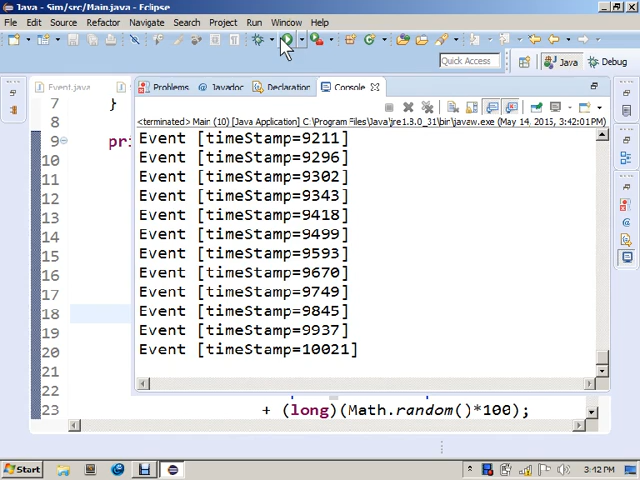 Java - Sim/src/Main.java - Eclipse
File Edit Source Refactor Navigate Search Project Run Window Help
Quick Access Java Debug
Event.java Problems Javadoc Declaration Console
<terminated> Main (10) [Java Application] C:\Program Files\Java\jre1.8.0_31\bin\javaw.exe (May 14, 2015, 3:42:01 PM)
7 }
8
9 pri
10
11
12
13
14
15
16
17
18
19
20
21
22
23 + (long)(Math.random()*100);
Event [timeStamp=9211]
Event [timeStamp=9296]
Event [timeStamp=9302]
Event [timeStamp=9343]
Event [timeStamp=9418]
Event [timeStamp=9499]
Event [timeStamp=9593]
Event [timeStamp=9670]
Event [timeStamp=9749]
Event [timeStamp=9845]
Event [timeStamp=9937]
Event [timeStamp=10021]
Start 3:42 PM